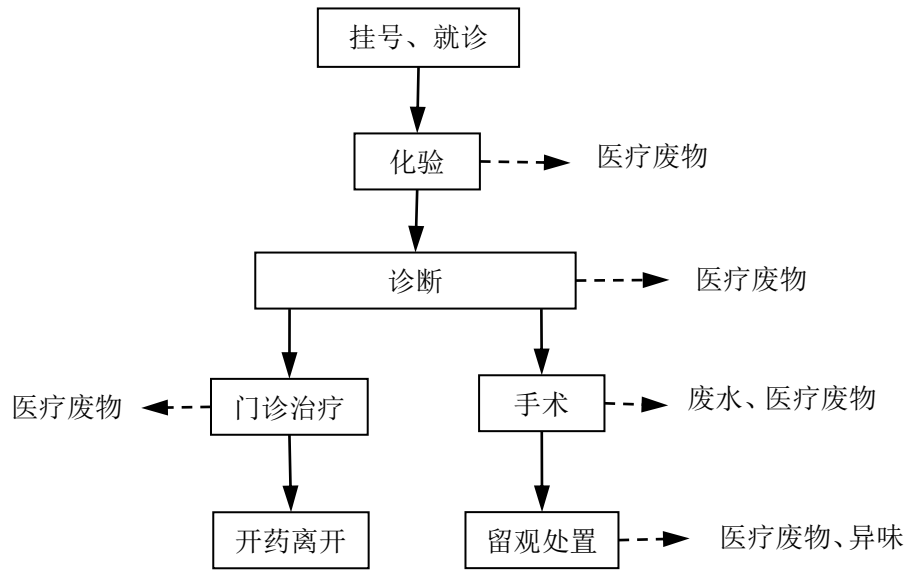 挂号、就诊
化验
医疗废物
诊断
医疗废物
医疗废物
门诊治疗
手术
废水、医疗废物
开药离开
留观处置
医疗废物、异味